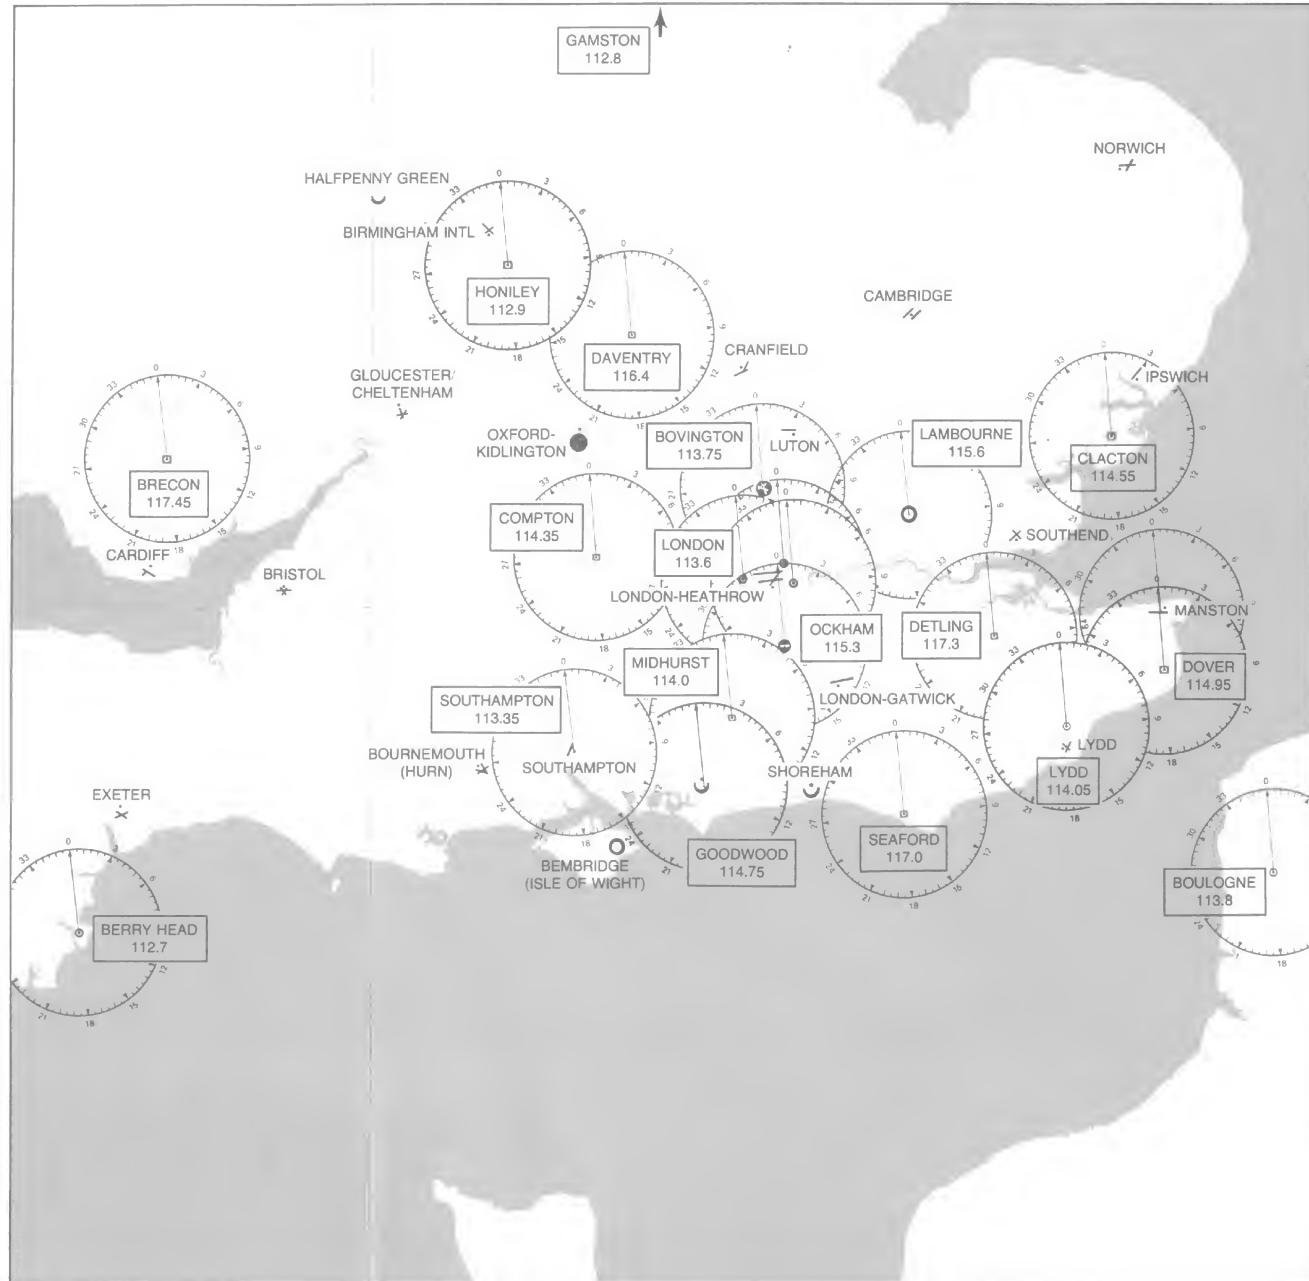 GAMSTON
112.8
NORWICH
HALFPENNY GREEN
BIRMINGHAM INTL
HONILEY
112.9
CAMBRIDGE
DAVENTRY
116.4
CRANFIELD
GLOUCESTER/
CHELTENHAM
IPSWICH
OXFORD-
KIDLINGTON
BOVINGTON
113.75
LUTON
LAMBOURNE
115.6
CLACTON
114.55
BRECON
117.45
COMPTON
114.35
LONDON
113.6
SOUTHEND
CARDIFF
BRISTOL
LONDON-HEATHROW
MANSTON
OCKHAM
115.3
DETLING
117.3
MIDHURST
114.0
DOVER
114.95
LONDON-GATWICK
SOUTHAMPTON
113.35
BOURNEMOUTH
(HURN)
SOUTHAMPTON
SHOREHAM
LYDD
LYDD
114.05
EXETER
SEAFORD
117.0
GOODWOOD
114.75
BEMBRIDGE
(ISLE OF WIGHT)
BOULOGNE
113.8
BERRY HEAD
112.7